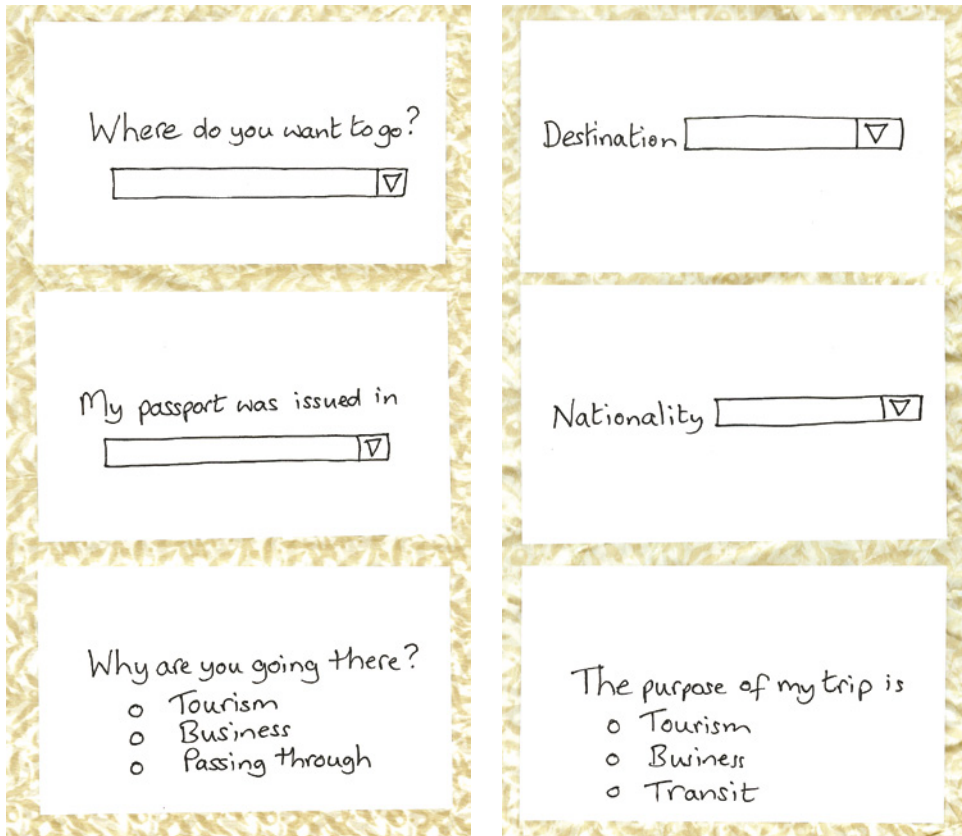 Where do you want to go?
My passport was issued in
Why are you going there?
Tourism
Business
Passing through
Destination
Nationality
The purpose of my trip is
Tourism
Business
Transit